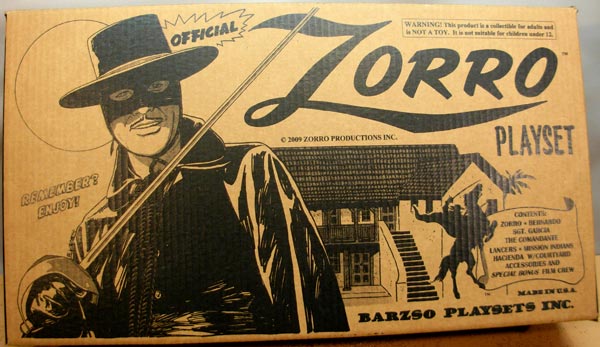 OFFICIAL
WARNING! This product is a collectible for adults and
is NOT A TOY. It is not suitable for children under 12.
ZORRO™
© 2009 ZORRO PRODUCTIONS INC.
PLAYSET
REMEMBER?
ENJOY!
CONTENTS:
ZORRO • BERNARDO
SGT. GARCIA
THE COMANDANTE
LANCERS • MISSION INDIANS
HACIENDA W/COURTYARD
ACCESSORIES AND
SPECIAL BONUS FILM CREW
MADE IN U.S.A.
BARZSO PLAYSETS INC.